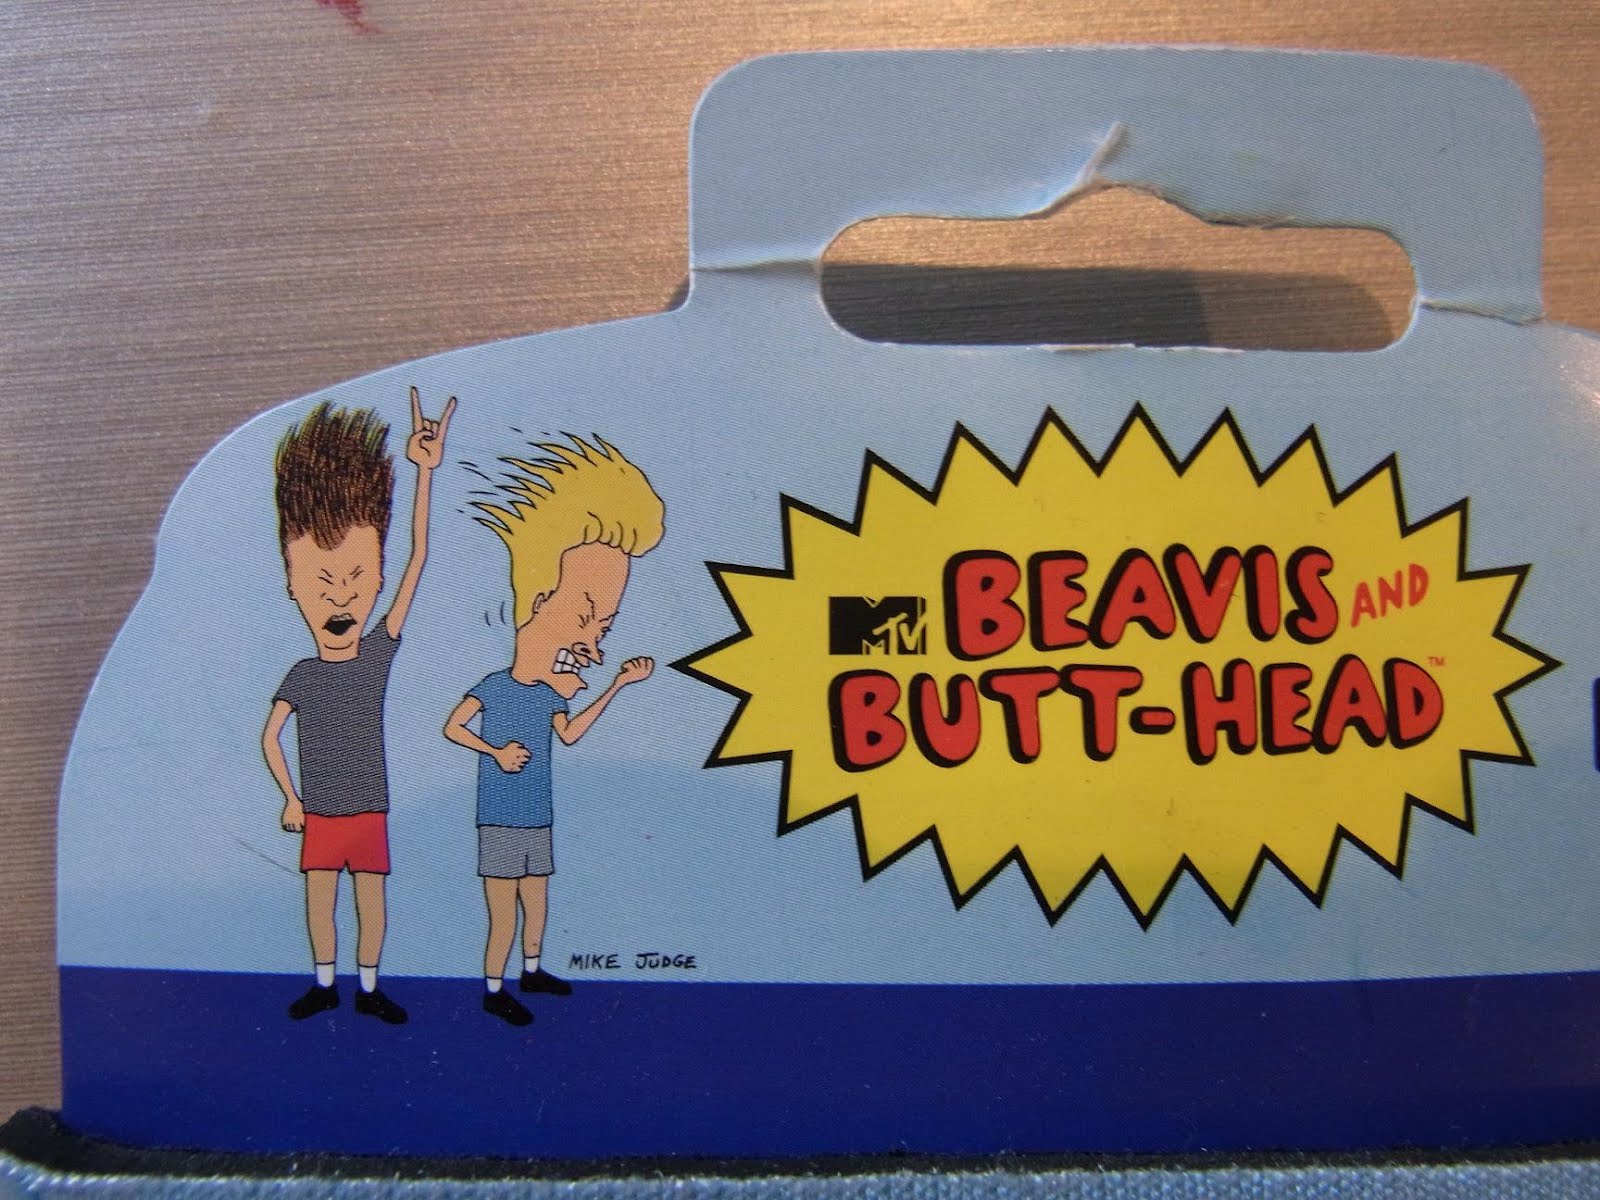 MTV BEAVIS AND
BUTT-HEAD™
MIKE JUDGE